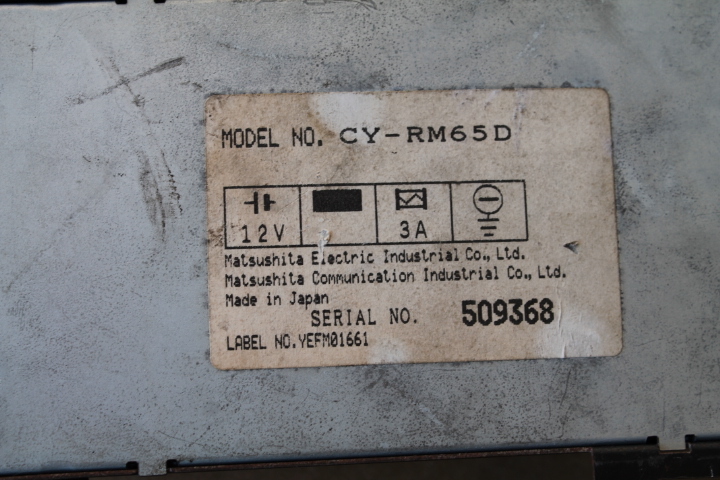 MODEL NO. CY-RM65D
12V 3A
Matsushita Electric Industrial Co., Ltd.
Matsushita Communication Industrial Co., Ltd.
Made in Japan
SERIAL NO. 509368
LABEL NO.YEFM01661